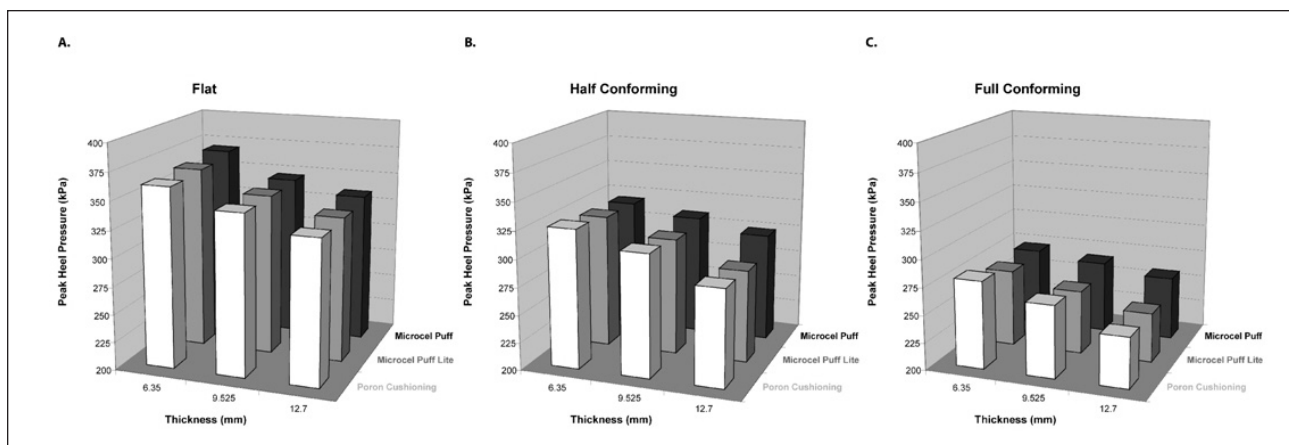 A.
Flat
Peak Heel Pressure (kPa)
400
375
350
325
300
275
250
225
200
6.35
9.525
12.7
Thickness (mm)
Microcel Puff
Microcel Puff Lite
Poron Cushioning
B.
Half Conforming
Peak Heel Pressure (kPa)
400
375
350
325
300
275
250
225
200
6.35
9.525
12.7
Thickness (mm)
Microcel Puff
Microcel Puff Lite
Poron Cushioning
C.
Full Conforming
Peak Heel Pressure (kPa)
400
375
350
325
300
275
250
225
200
6.35
9.525
12.7
Thickness (mm)
Microcel Puff
Microcel Puff Lite
Poron Cushioning